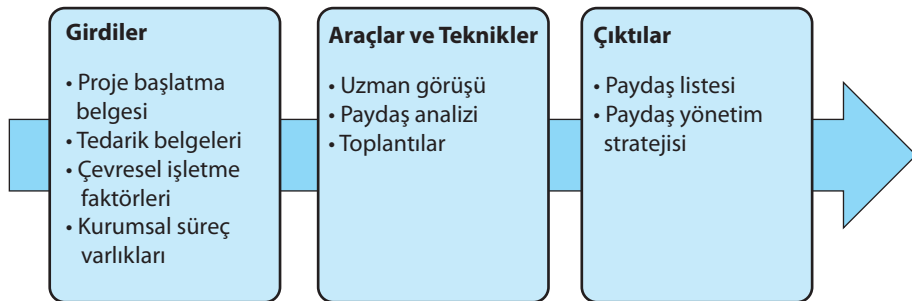 Girdiler
• Proje başlatma
belgesi
• Tedarik belgeleri
• Çevresel işletme
faktörleri
• Kurumsal süreç
varlıkları
Araçlar ve Teknikler
• Uzman görüşü
• Paydaş analizi
• Toplantılar
Çıktılar
• Paydaş listesi
• Paydaş yönetim
stratejisi